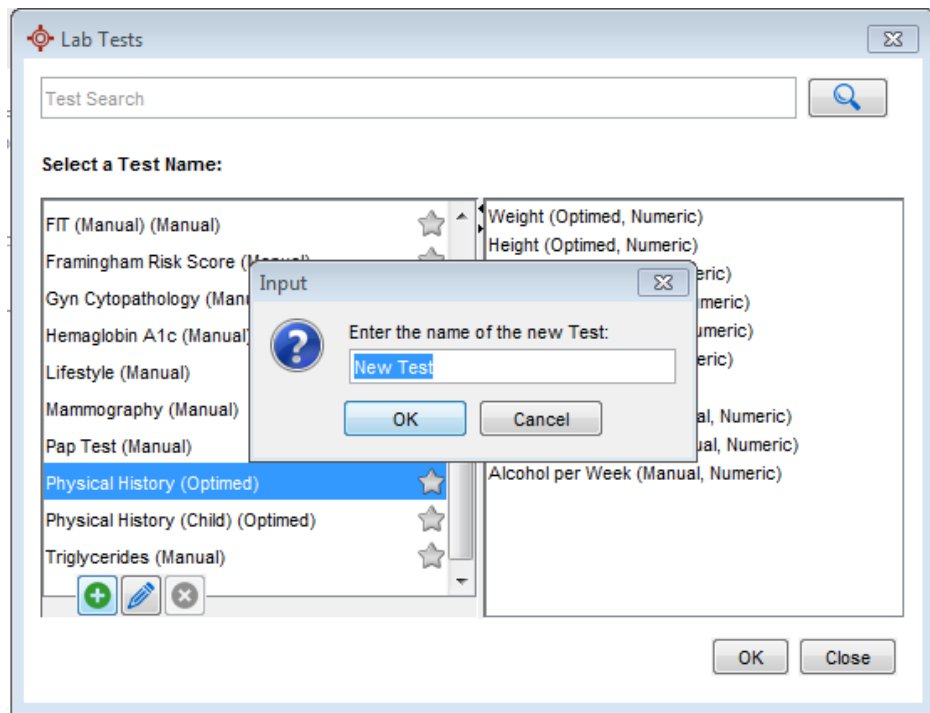 Lab Tests
Test Search
Select a Test Name:
FIT (Manual) (Manual)
Framingham Risk Score (Manual)
Gyn Cytopathology (Manu
Hemaglobin A1c (Manual)
Lifestyle (Manual)
Mammography (Manual)
Pap Test (Manual)
Physical History (Optimed)
Physical History (Child) (Optimed)
Triglycerides (Manual)
Weight (Optimed, Numeric)
Height (Optimed, Numeric)
eric)
meric)
umeric)
eric)
al, Numeric)
ual, Numeric)
Alcohol per Week (Manual, Numeric)
Input
Enter the name of the new Test:
New Test
OK
Cancel
OK
Close